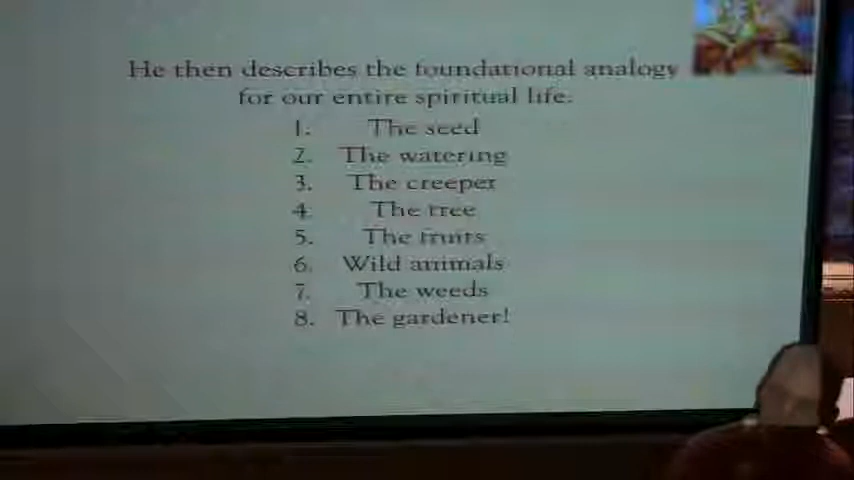 He then describes the foundational analogy
for our entire spiritual life:
1. The seed
2. The watering
3. The creeper
4. The tree
5. The fruits
6. Wild animals
7. The weeds
8. The gardener!